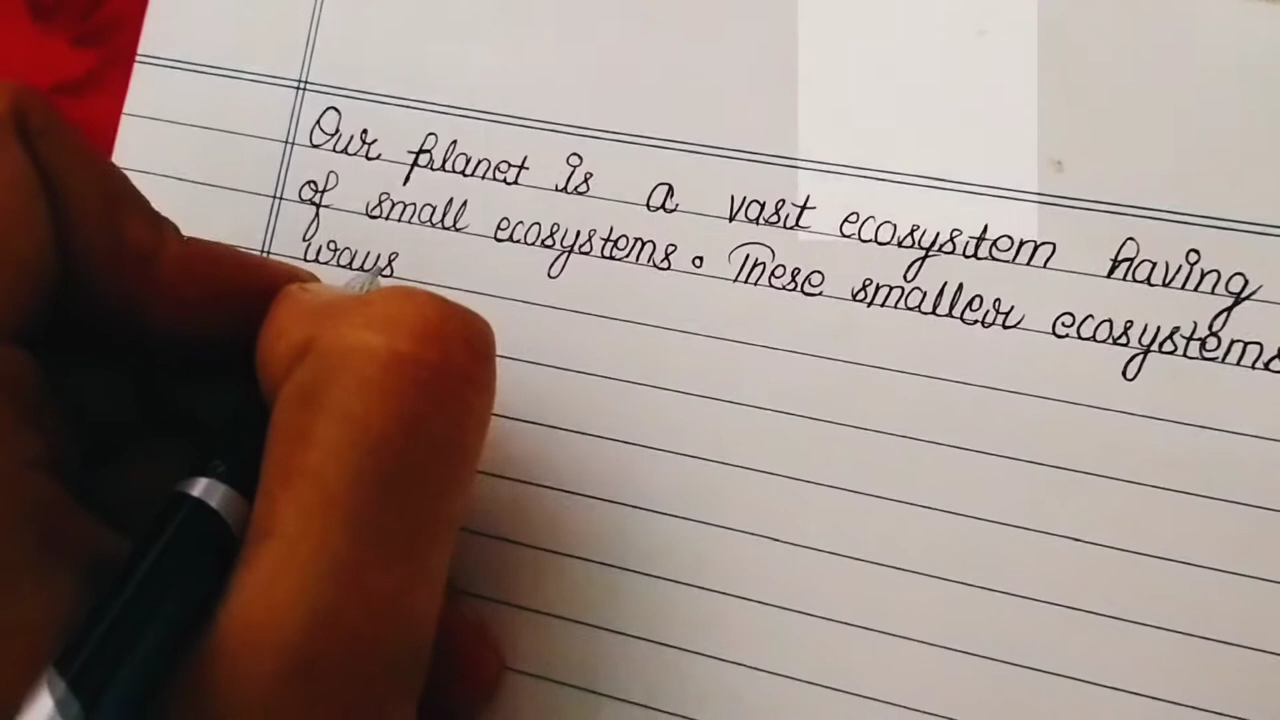 Our planet is a vast ecosystem having
of small ecosystems. These smaller ecosystems
ways